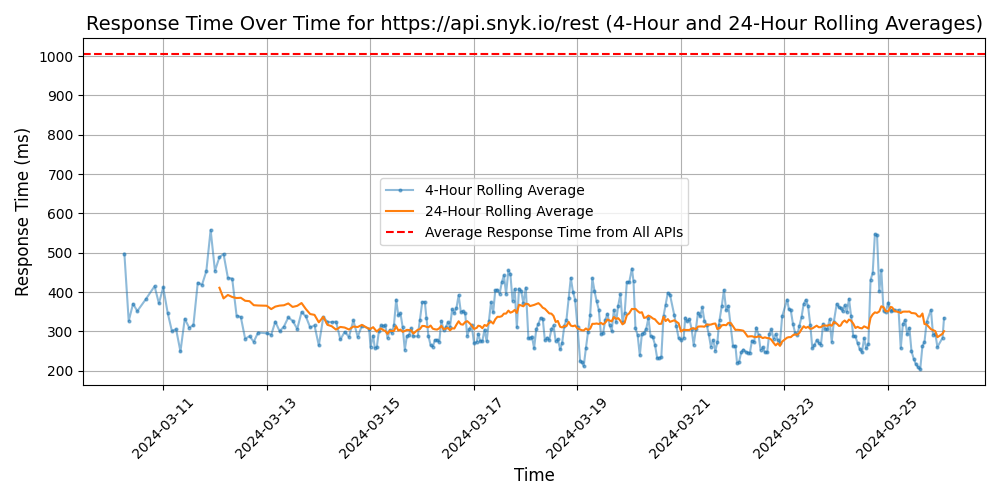 Response Time Over Time for https://api.snyk.io/rest (4-Hour and 24-Hour Rolling Averages)
Response Time (ms)
1000
900
800
700
600
500
400
300
200
4-Hour Rolling Average
24-Hour Rolling Average
Average Response Time from All APIs
2024-03-11
2024-03-13
2024-03-15
2024-03-17
2024-03-19
2024-03-21
2024-03-23
2024-03-25
Time